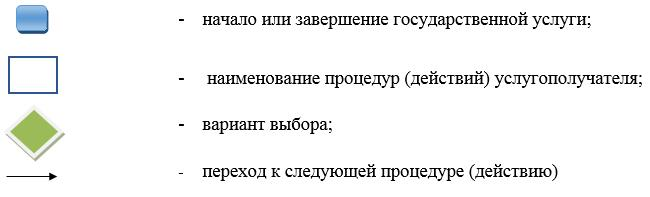 - начало или завершение государственной услуги;
- наименование процедур (действий) услугополучателя;
- вариант выбора;
- переход к следующей процедуре (действию)